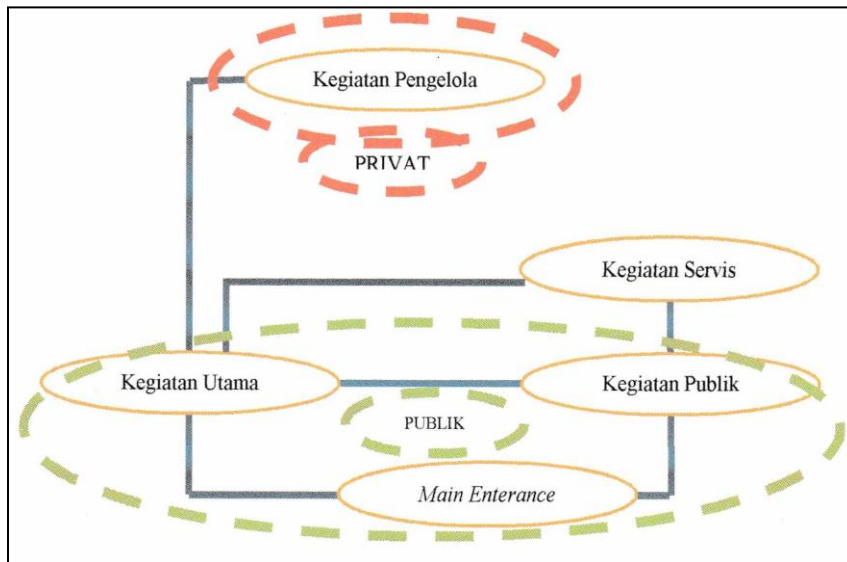 Kegiatan Pengelola
PRIVAT
Kegiatan Servis
Kegiatan Utama
Kegiatan Publik
PUBLIK
Main Enterance